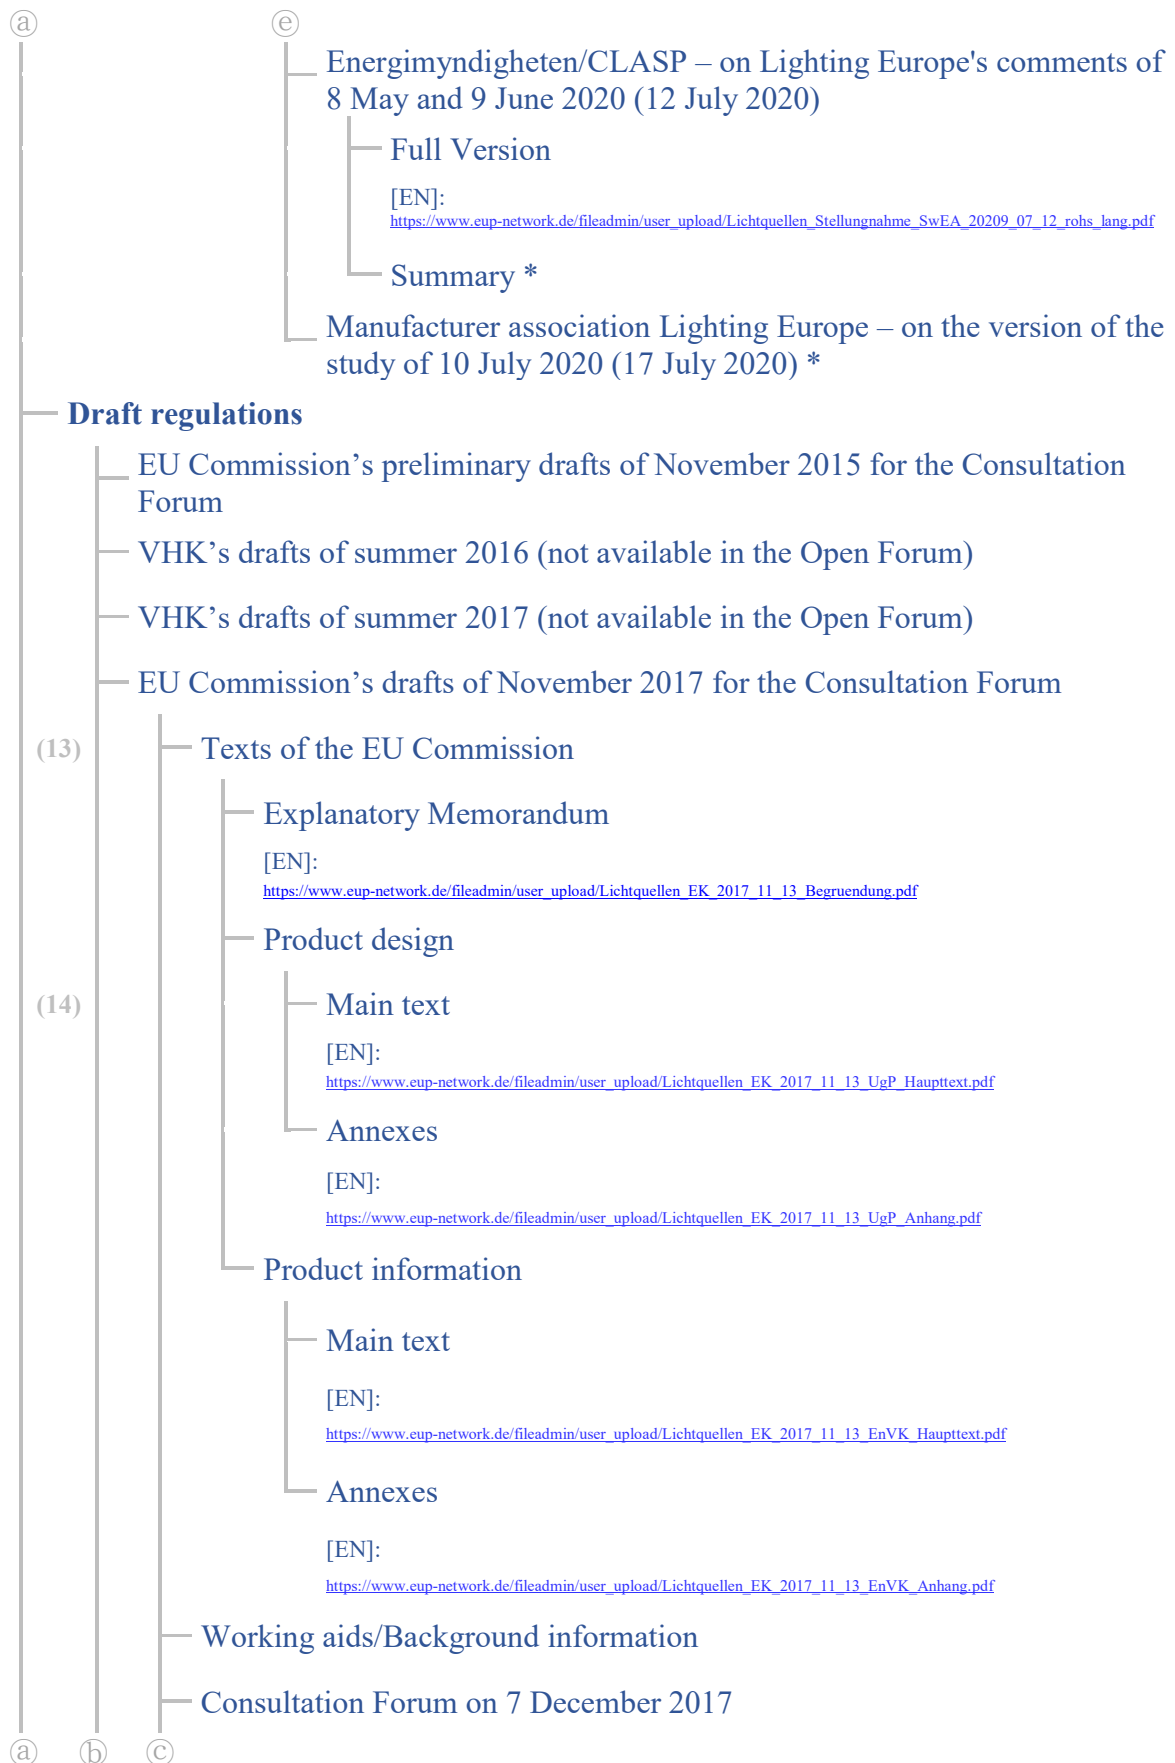 ⓐ ⓔ
Energimyndigheten/CLASP – on Lighting Europe's comments of
8 May and 9 June 2020 (12 July 2020)
Full Version
[EN]:
https://www.eup-network.de/fileadmin/user_upload/Lichtquellen_Stellungnahme_SwEA_20209_07_12_rohs_lang.pdf
Summary *
Manufacturer association Lighting Europe – on the version of the
study of 10 July 2020 (17 July 2020) *
Draft regulations
EU Commission’s preliminary drafts of November 2015 for the Consultation
Forum
VHK’s drafts of summer 2016 (not available in the Open Forum)
VHK’s drafts of summer 2017 (not available in the Open Forum)
EU Commission’s drafts of November 2017 for the Consultation Forum
(13) Texts of the EU Commission
Explanatory Memorandum
[EN]:
https://www.eup-network.de/fileadmin/user_upload/Lichtquellen_EK_2017_11_13_Begruendung.pdf
Product design
(14) Main text
[EN]:
https://www.eup-network.de/fileadmin/user_upload/Lichtquellen_EK_2017_11_13_UgP_Haupttext.pdf
Annexes
[EN]:
https://www.eup-network.de/fileadmin/user_upload/Lichtquellen_EK_2017_11_13_UgP_Anhang.pdf
Product information
Main text
[EN]:
https://www.eup-network.de/fileadmin/user_upload/Lichtquellen_EK_2017_11_13_EnVK_Haupttext.pdf
Annexes
[EN]:
https://www.eup-network.de/fileadmin/user_upload/Lichtquellen_EK_2017_11_13_EnVK_Anhang.pdf
Working aids/Background information
Consultation Forum on 7 December 2017
ⓐ ⓑ ⓒ